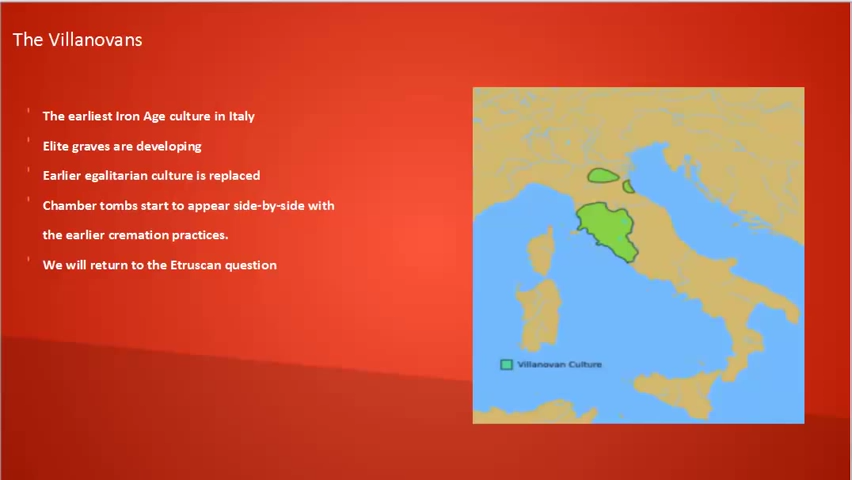 The Villanovans
The earliest Iron Age culture in Italy
Elite graves are developing
Earlier egalitarian culture is replaced
Chamber tombs start to appear side-by-side with
the earlier cremation practices.
We will return to the Etruscan question
Villanovan Culture